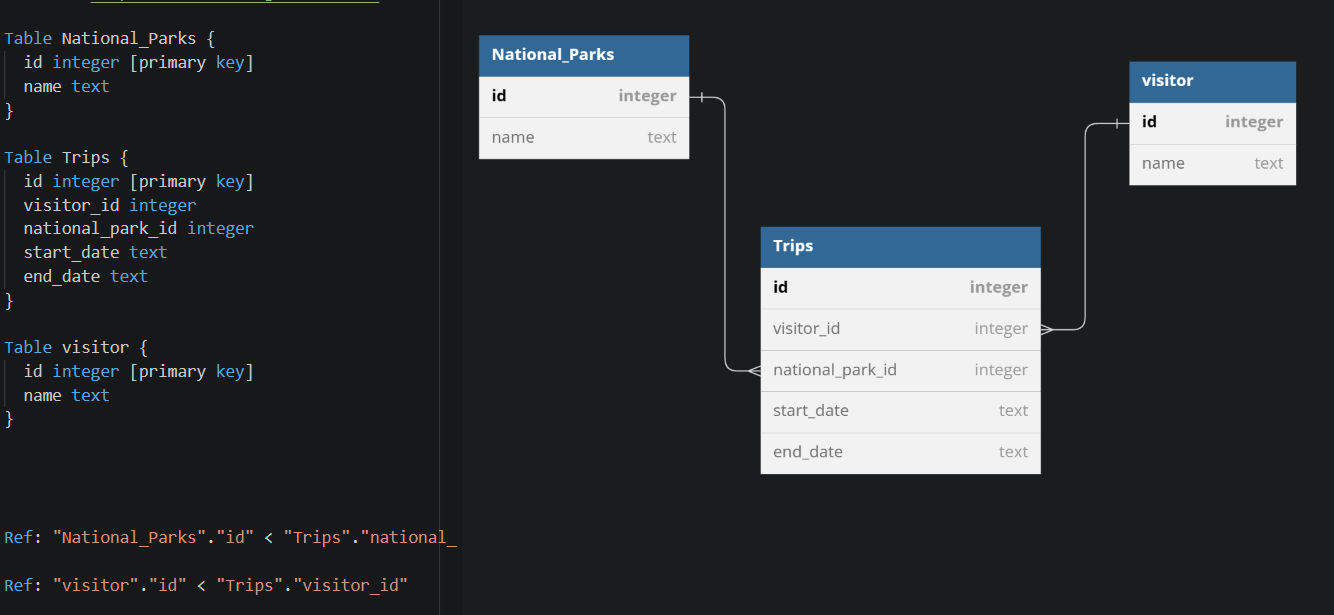 Table National_Parks {
id integer [primary key]
name text
}
Table Trips {
id integer [primary key]
visitor_id integer
national_park_id integer
start_date text
end_date text
}
Table visitor {
id integer [primary key]
name text
}
Ref: "National_Parks"."id" < "Trips"."national_
Ref: "visitor"."id" < "Trips"."visitor_id"
National_Parks
id integer
name text
visitor
id integer
name text
Trips
id integer
visitor_id integer
national_park_id integer
start_date text
end_date text